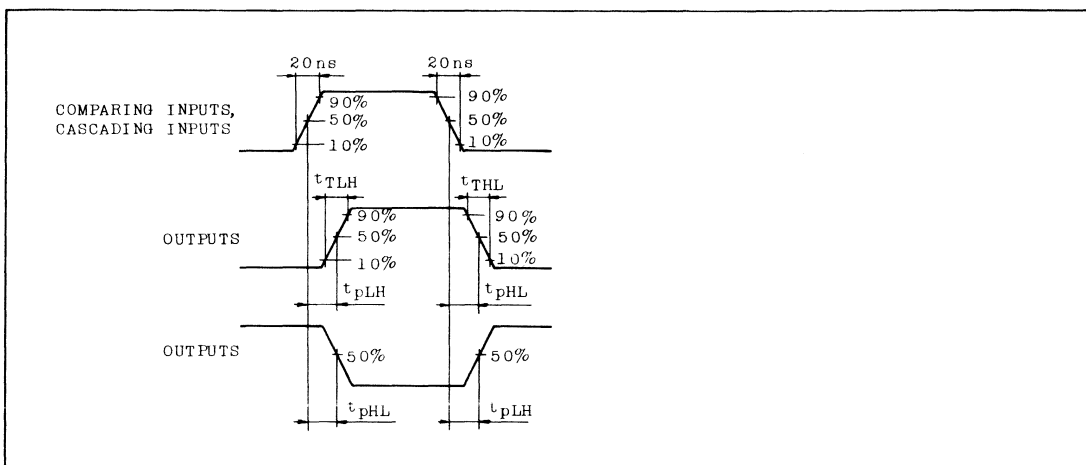 20ns 20ns
COMPARING INPUTS,
CASCADING INPUTS
90% 90%
50% 50%
10% 10%
tTLH tTHL
OUTPUTS
90% 90%
50% 50%
10% 10%
tpLH tpHL
OUTPUTS
50% 50%
tpHL tpLH